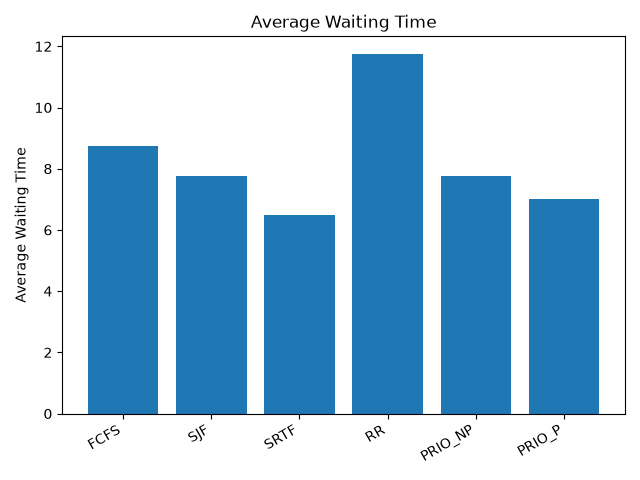 Average Waiting Time
Average Waiting Time
12
10
8
6
4
2
0
FCFS
SJF
SRTF
RR
PRIO_NP
PRIO_P